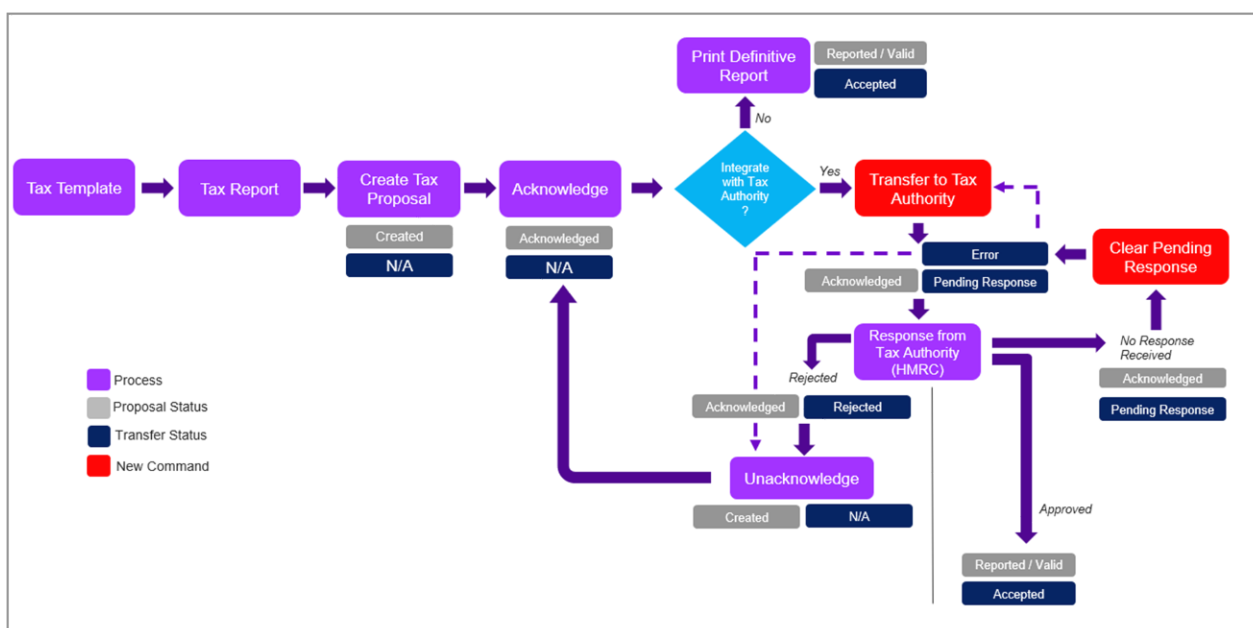 Print Definitive
Report
Reported / Valid
Accepted
No
Tax Template
Tax Report
Create Tax
Proposal
Created
N/A
Acknowledge
Acknowledged
N/A
Integrate
with Tax
Authority
?
Yes
Transfer to Tax
Authority
Error
Acknowledged
Pending Response
Clear Pending
Response
Response from
Tax Authority
(HMRC)
No Response
Received
Acknowledged
Pending Response
Rejected
Acknowledged
Rejected
Unacknowledge
Created
N/A
Approved
Reported / Valid
Accepted
Process
Proposal Status
Transfer Status
New Command